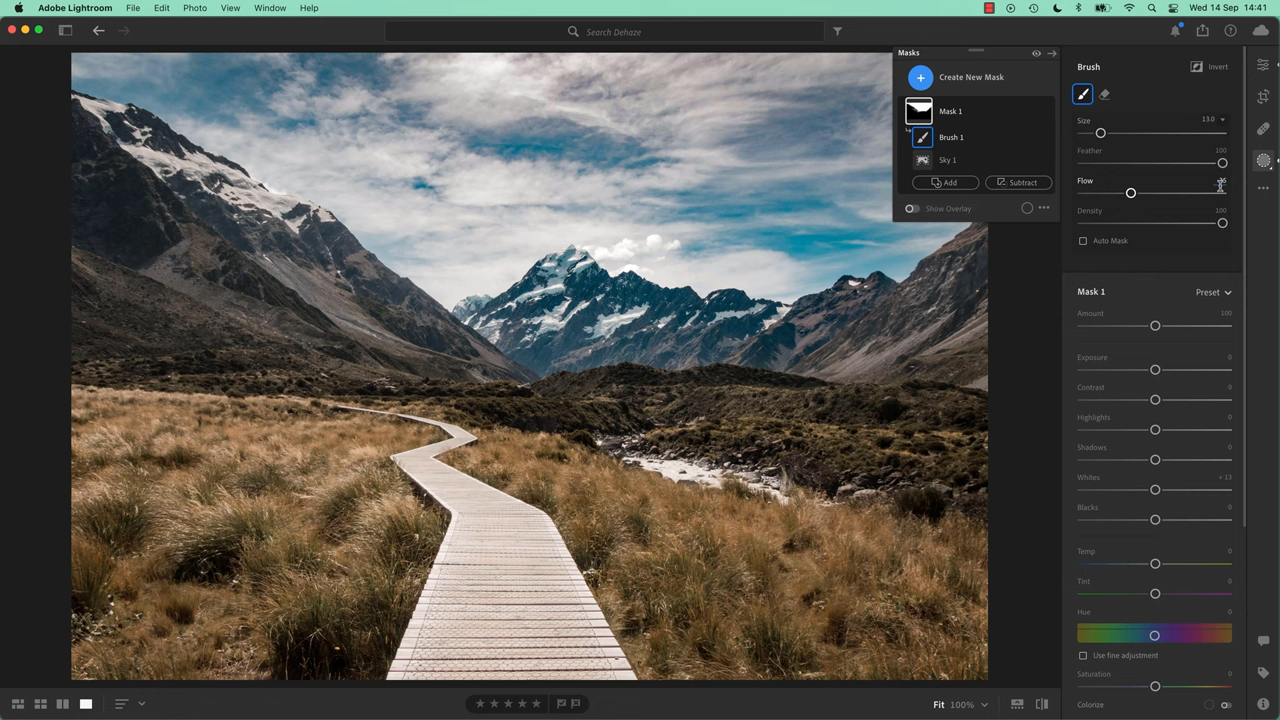 Adobe Lightroom File Edit Photo View Window Help Wed 14 Sep 14:41
Search Dehaze
Masks
Create New Mask
Mask 1
Brush 1
Sky 1
Add Subtract
Show Overlay
Brush Invert
Size 13.0
Feather 100
Flow
Density 100
Auto Mask
Mask 1 Preset
Amount 100
Exposure 0
Contrast 0
Highlights 0
Shadows 0
Whites + 13
Blacks 0
Temp 0
Tint 0
Hue 0
Use fine adjustment
Saturation 0
Colorize
Fit 100%